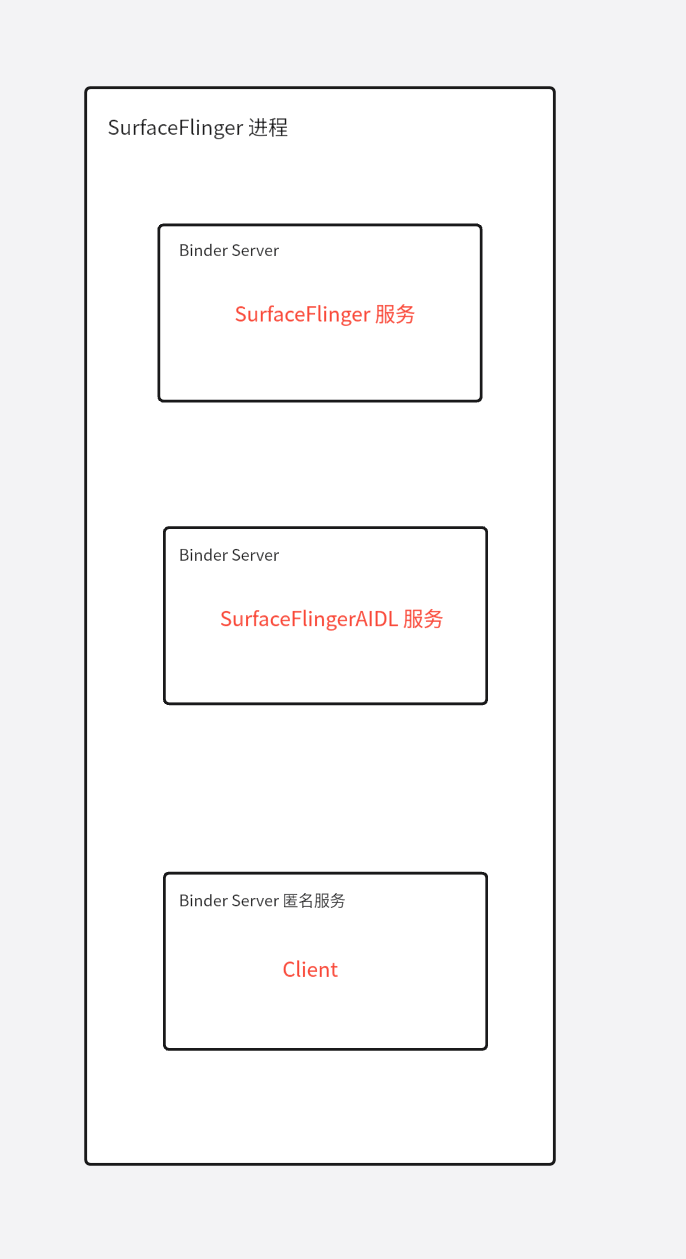 SurfaceFlinger 进程
Binder Server
SurfaceFlinger 服务
Binder Server
SurfaceFlingerAIDL 服务
Binder Server 匿名服务
Client